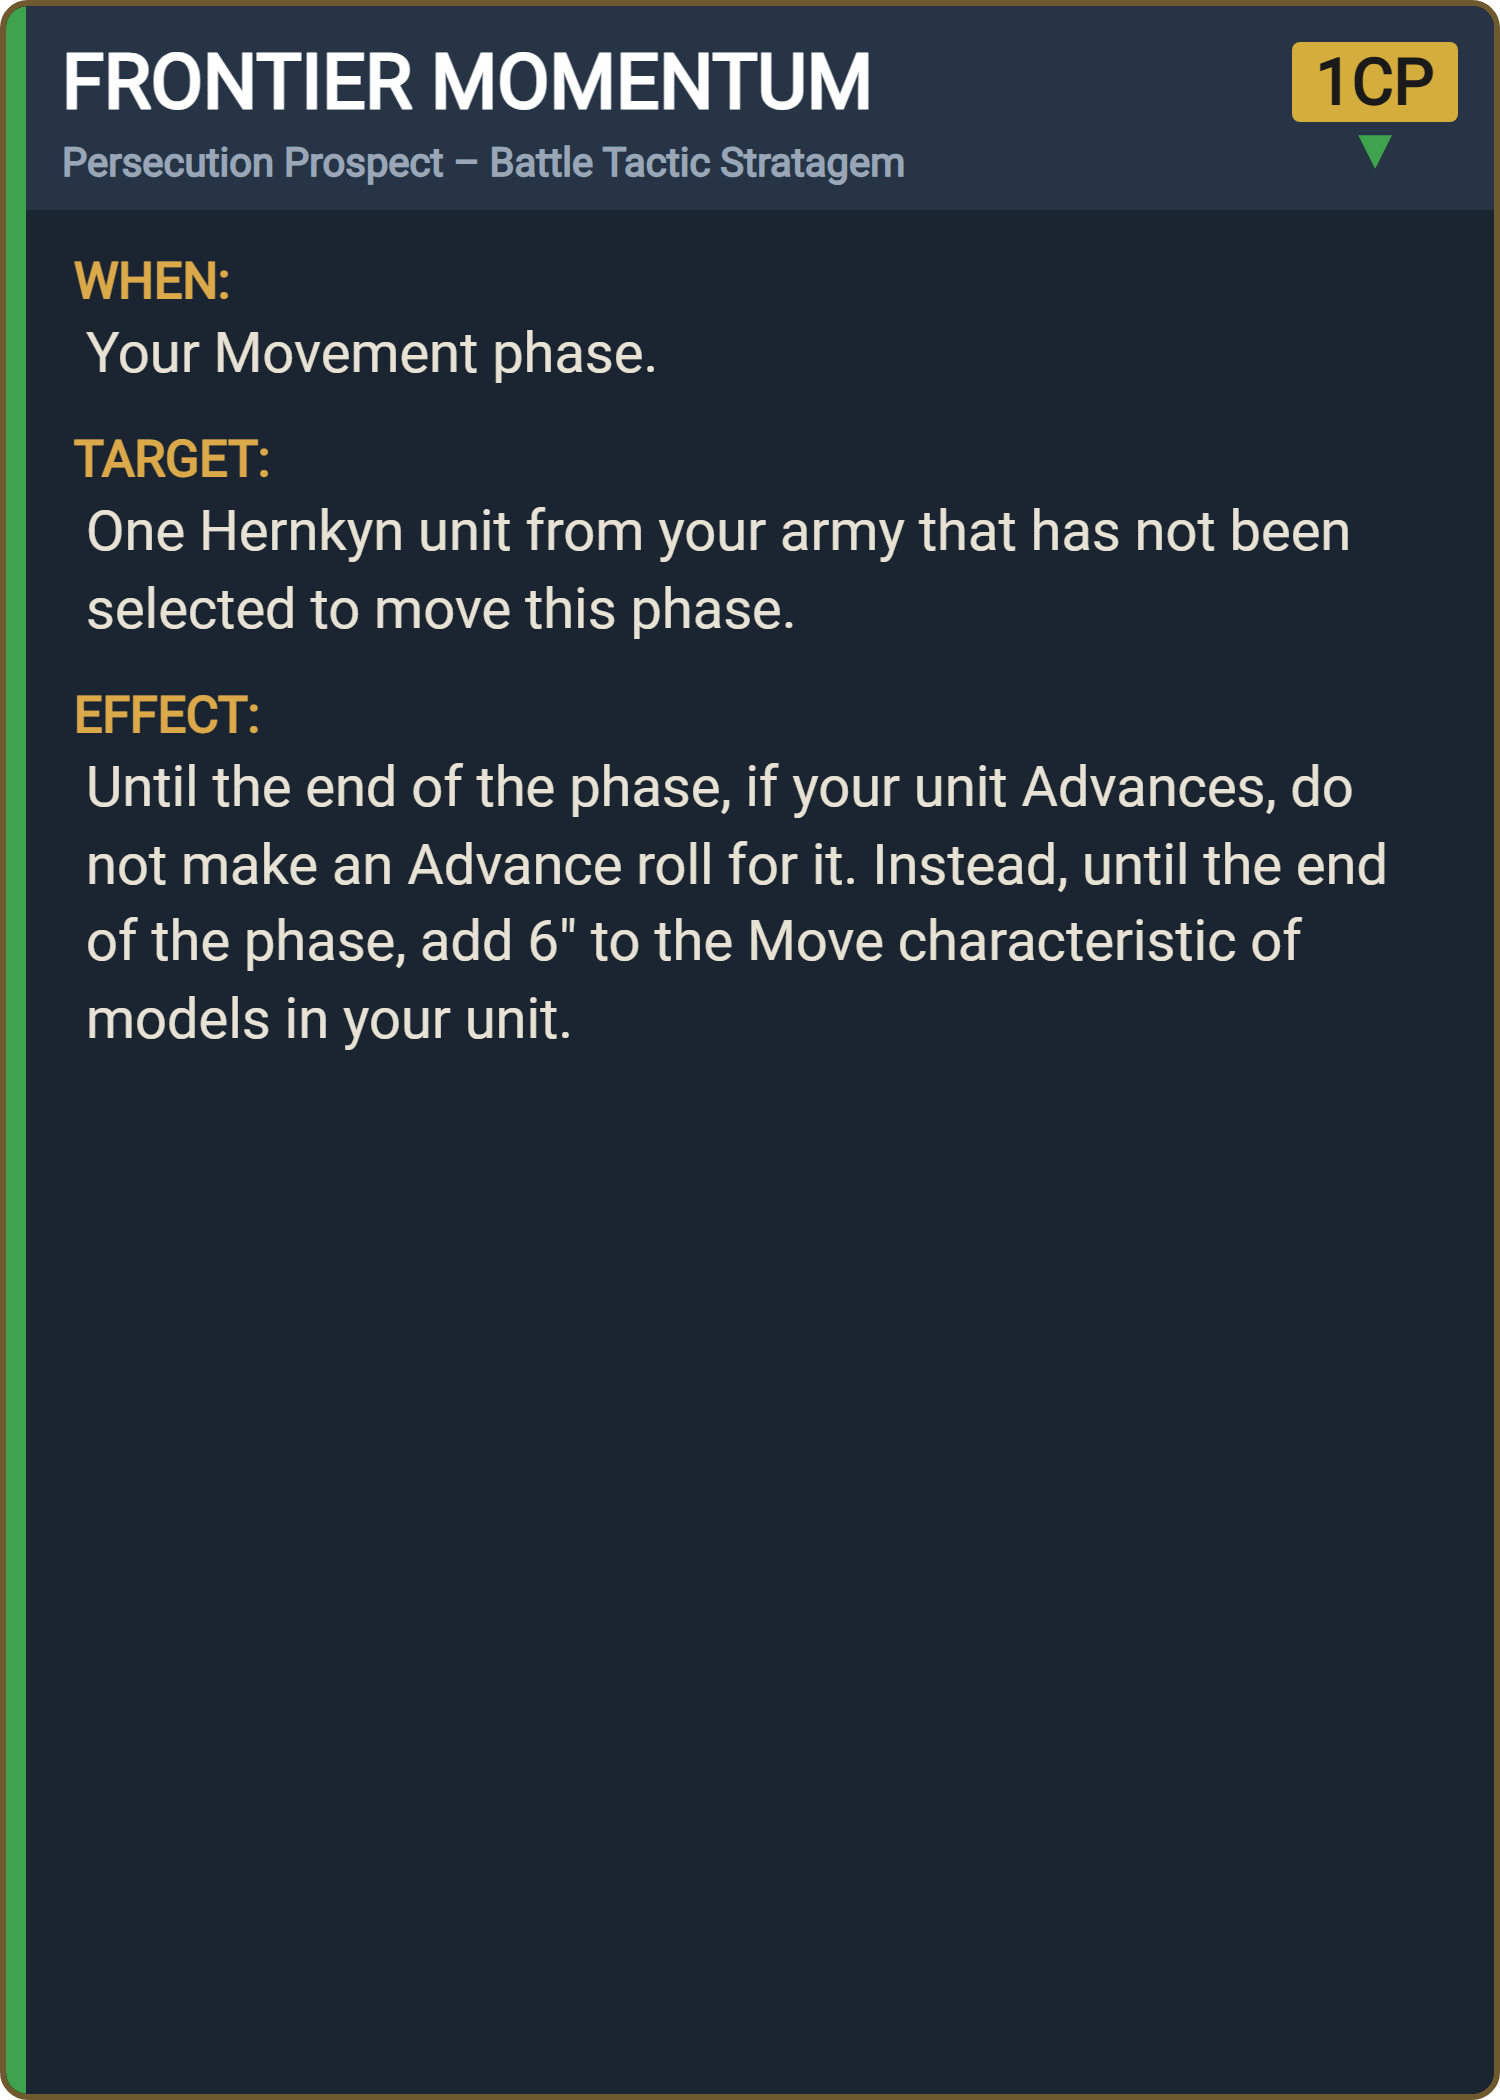 FRONTIER MOMENTUM
1CP
Persecution Prospect – Battle Tactic Stratagem
WHEN:
Your Movement phase.
TARGET:
One Hernkyn unit from your army that has not been
selected to move this phase.
EFFECT:
Until the end of the phase, if your unit Advances, do
not make an Advance roll for it. Instead, until the end
of the phase, add 6" to the Move characteristic of
models in your unit.